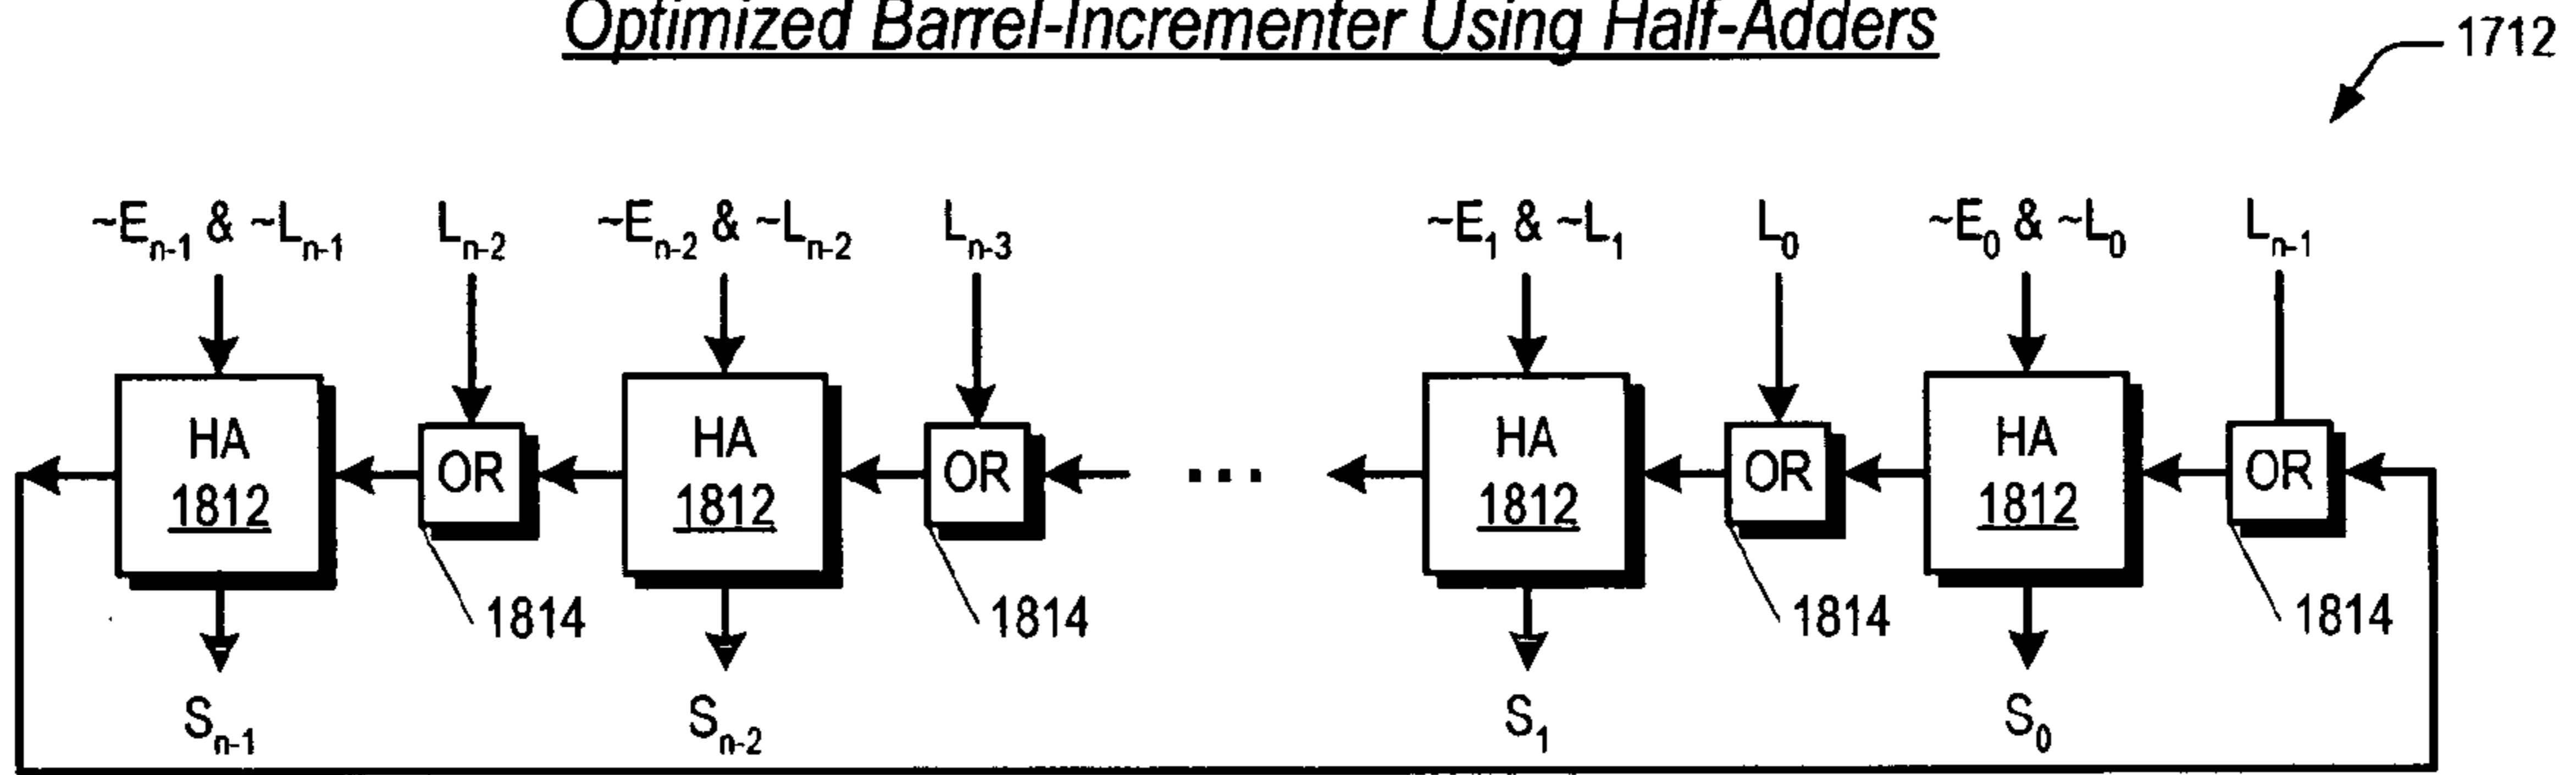 Optimized Barrel-Incrementer Using Half-Adders
1712
~Eₙ₋₁ & ~Lₙ₋₁ Lₙ₋₂ ~Eₙ₋₂ & ~Lₙ₋₂ Lₙ₋₃ ~E₁ & ~L₁ L₀ ~E₀ & ~L₀ Lₙ₋₁
HA HA HA HA
OR OR ... OR OR
1812 1812 1812 1812
1814 1814 1814 1814
Sₙ₋₁ Sₙ₋₂ S₁ S₀